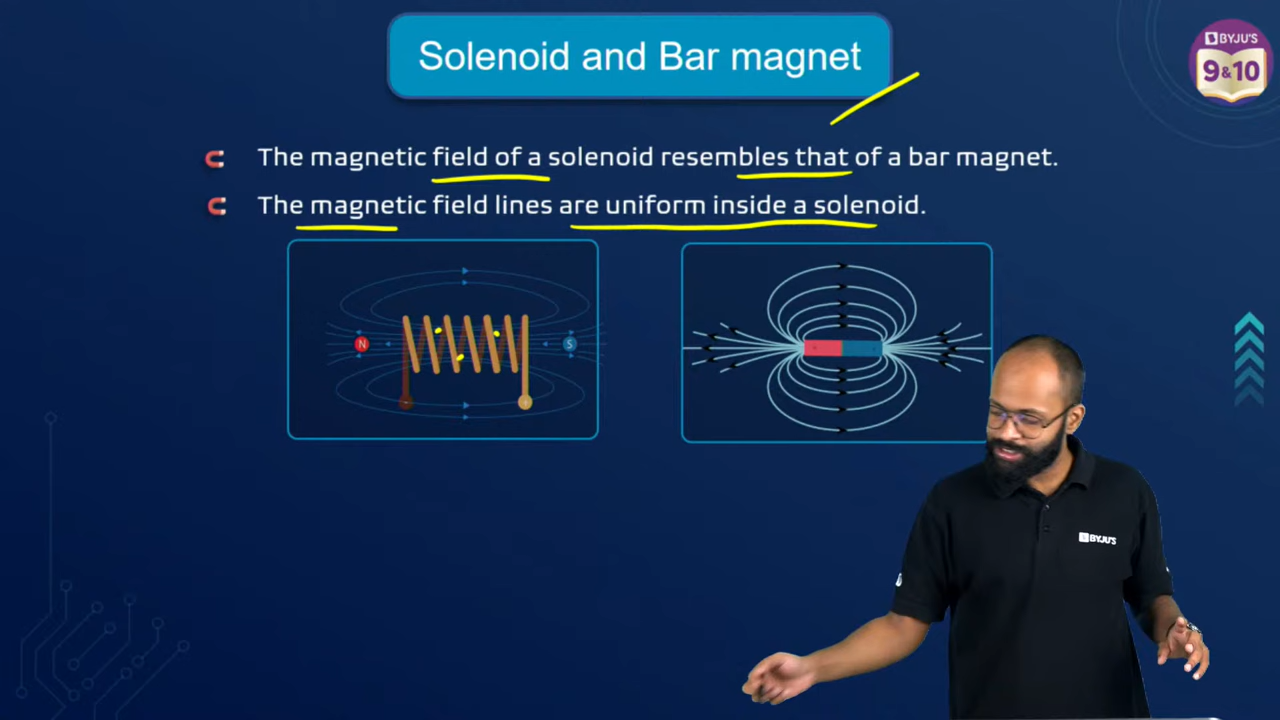 Solenoid and Bar magnet
BYJU'S
9&10
The magnetic field of a solenoid resembles that of a bar magnet.
The magnetic field lines are uniform inside a solenoid.
N
S
BYJU'S